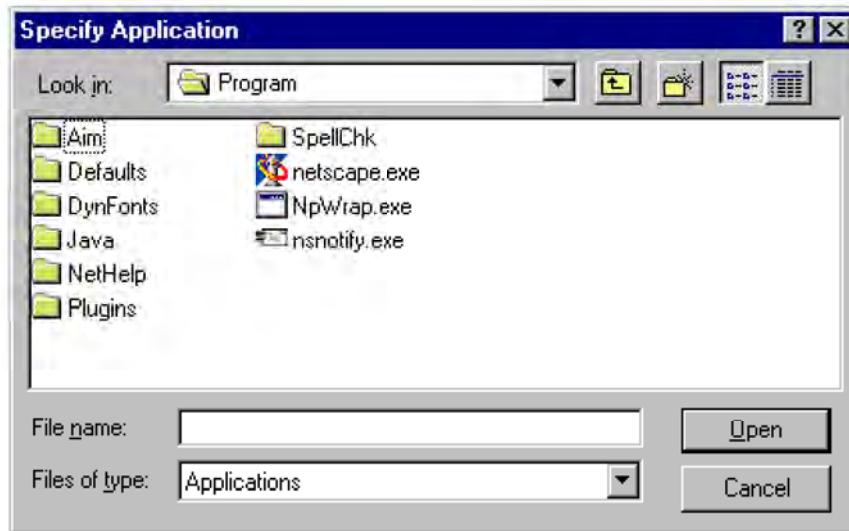 Specify Application
Look in: Program
Aim
Defaults
DynFonts
Java
NetHelp
Plugins
SpellChk
netscape.exe
NpWrap.exe
nsnotify.exe
File name:
Open
Files of type: Applications
Cancel